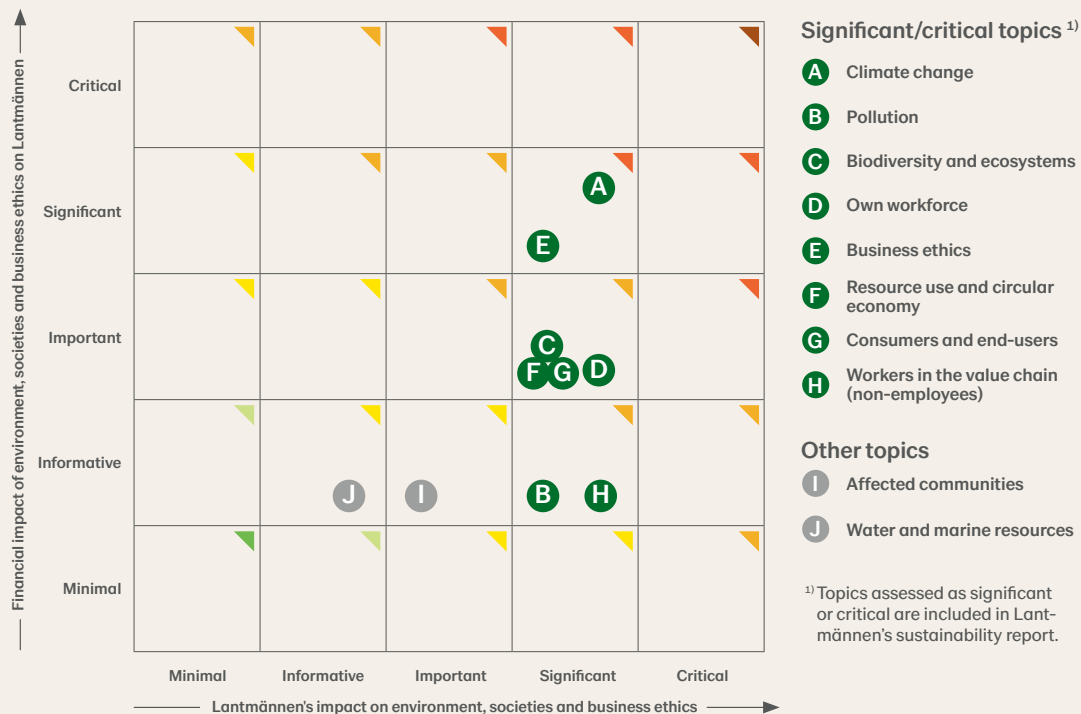 Financial impact of environment, societies and business ethics on Lantmännen
Critical
Significant
Important
Informative
Minimal
A
E
C
F G D
J I B H
Minimal Informative Important Significant Critical
Lantmännen's impact on environment, societies and business ethics
Significant/critical topics 1)
A Climate change
B Pollution
C Biodiversity and ecosystems
D Own workforce
E Business ethics
F Resource use and circular
economy
G Consumers and end-users
H Workers in the value chain
(non-employees)
Other topics
I Affected communities
J Water and marine resources
1) Topics assessed as significant
or critical are included in Lant-
männen's sustainability report.